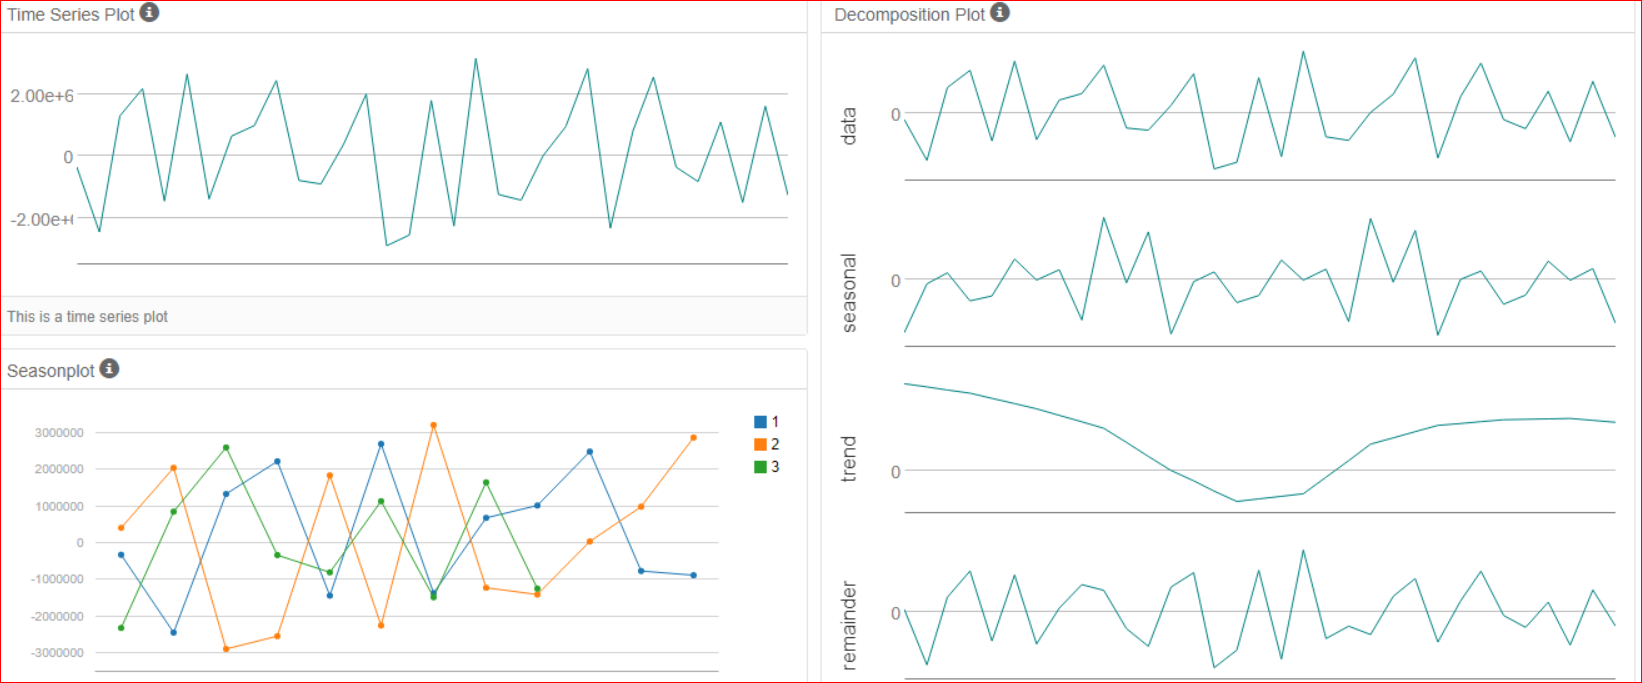 Time Series Plot
2.00e+6
0
-2.00e+
This is a time series plot
Seasonplot
3000000
2000000
1000000
0
-1000000
-2000000
-3000000
1
2
3
Decomposition Plot
data
0
seasonal
0
trend
0
remainder
0